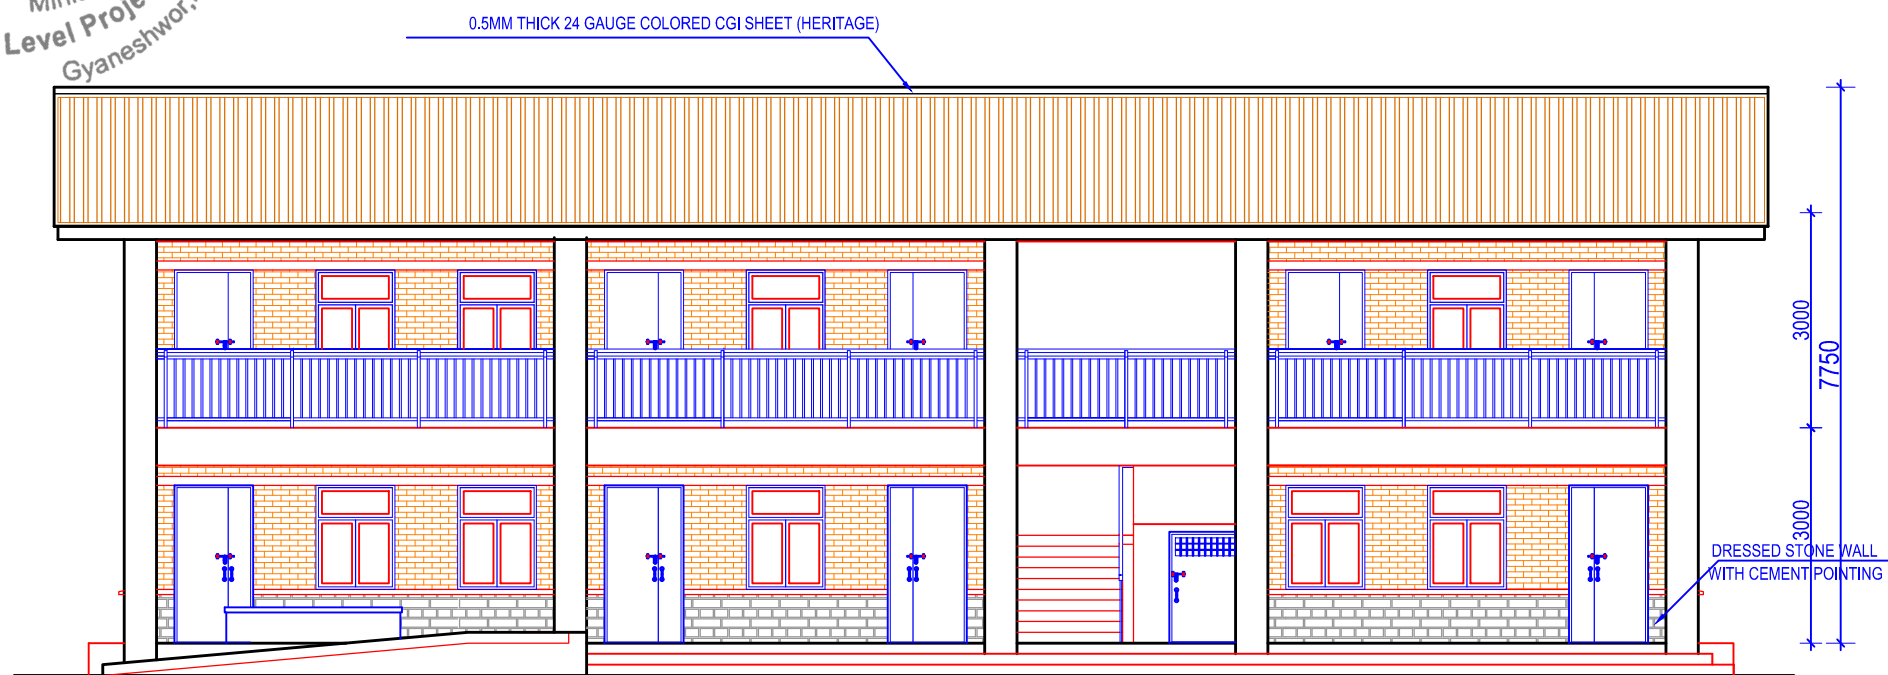 Level Proje
Gyaneshwor,
0.5MM THICK 24 GAUGE COLORED CGI SHEET (HERITAGE)
3000
7750
3000
DRESSED STONE WALL
WITH CEMENT POINTING